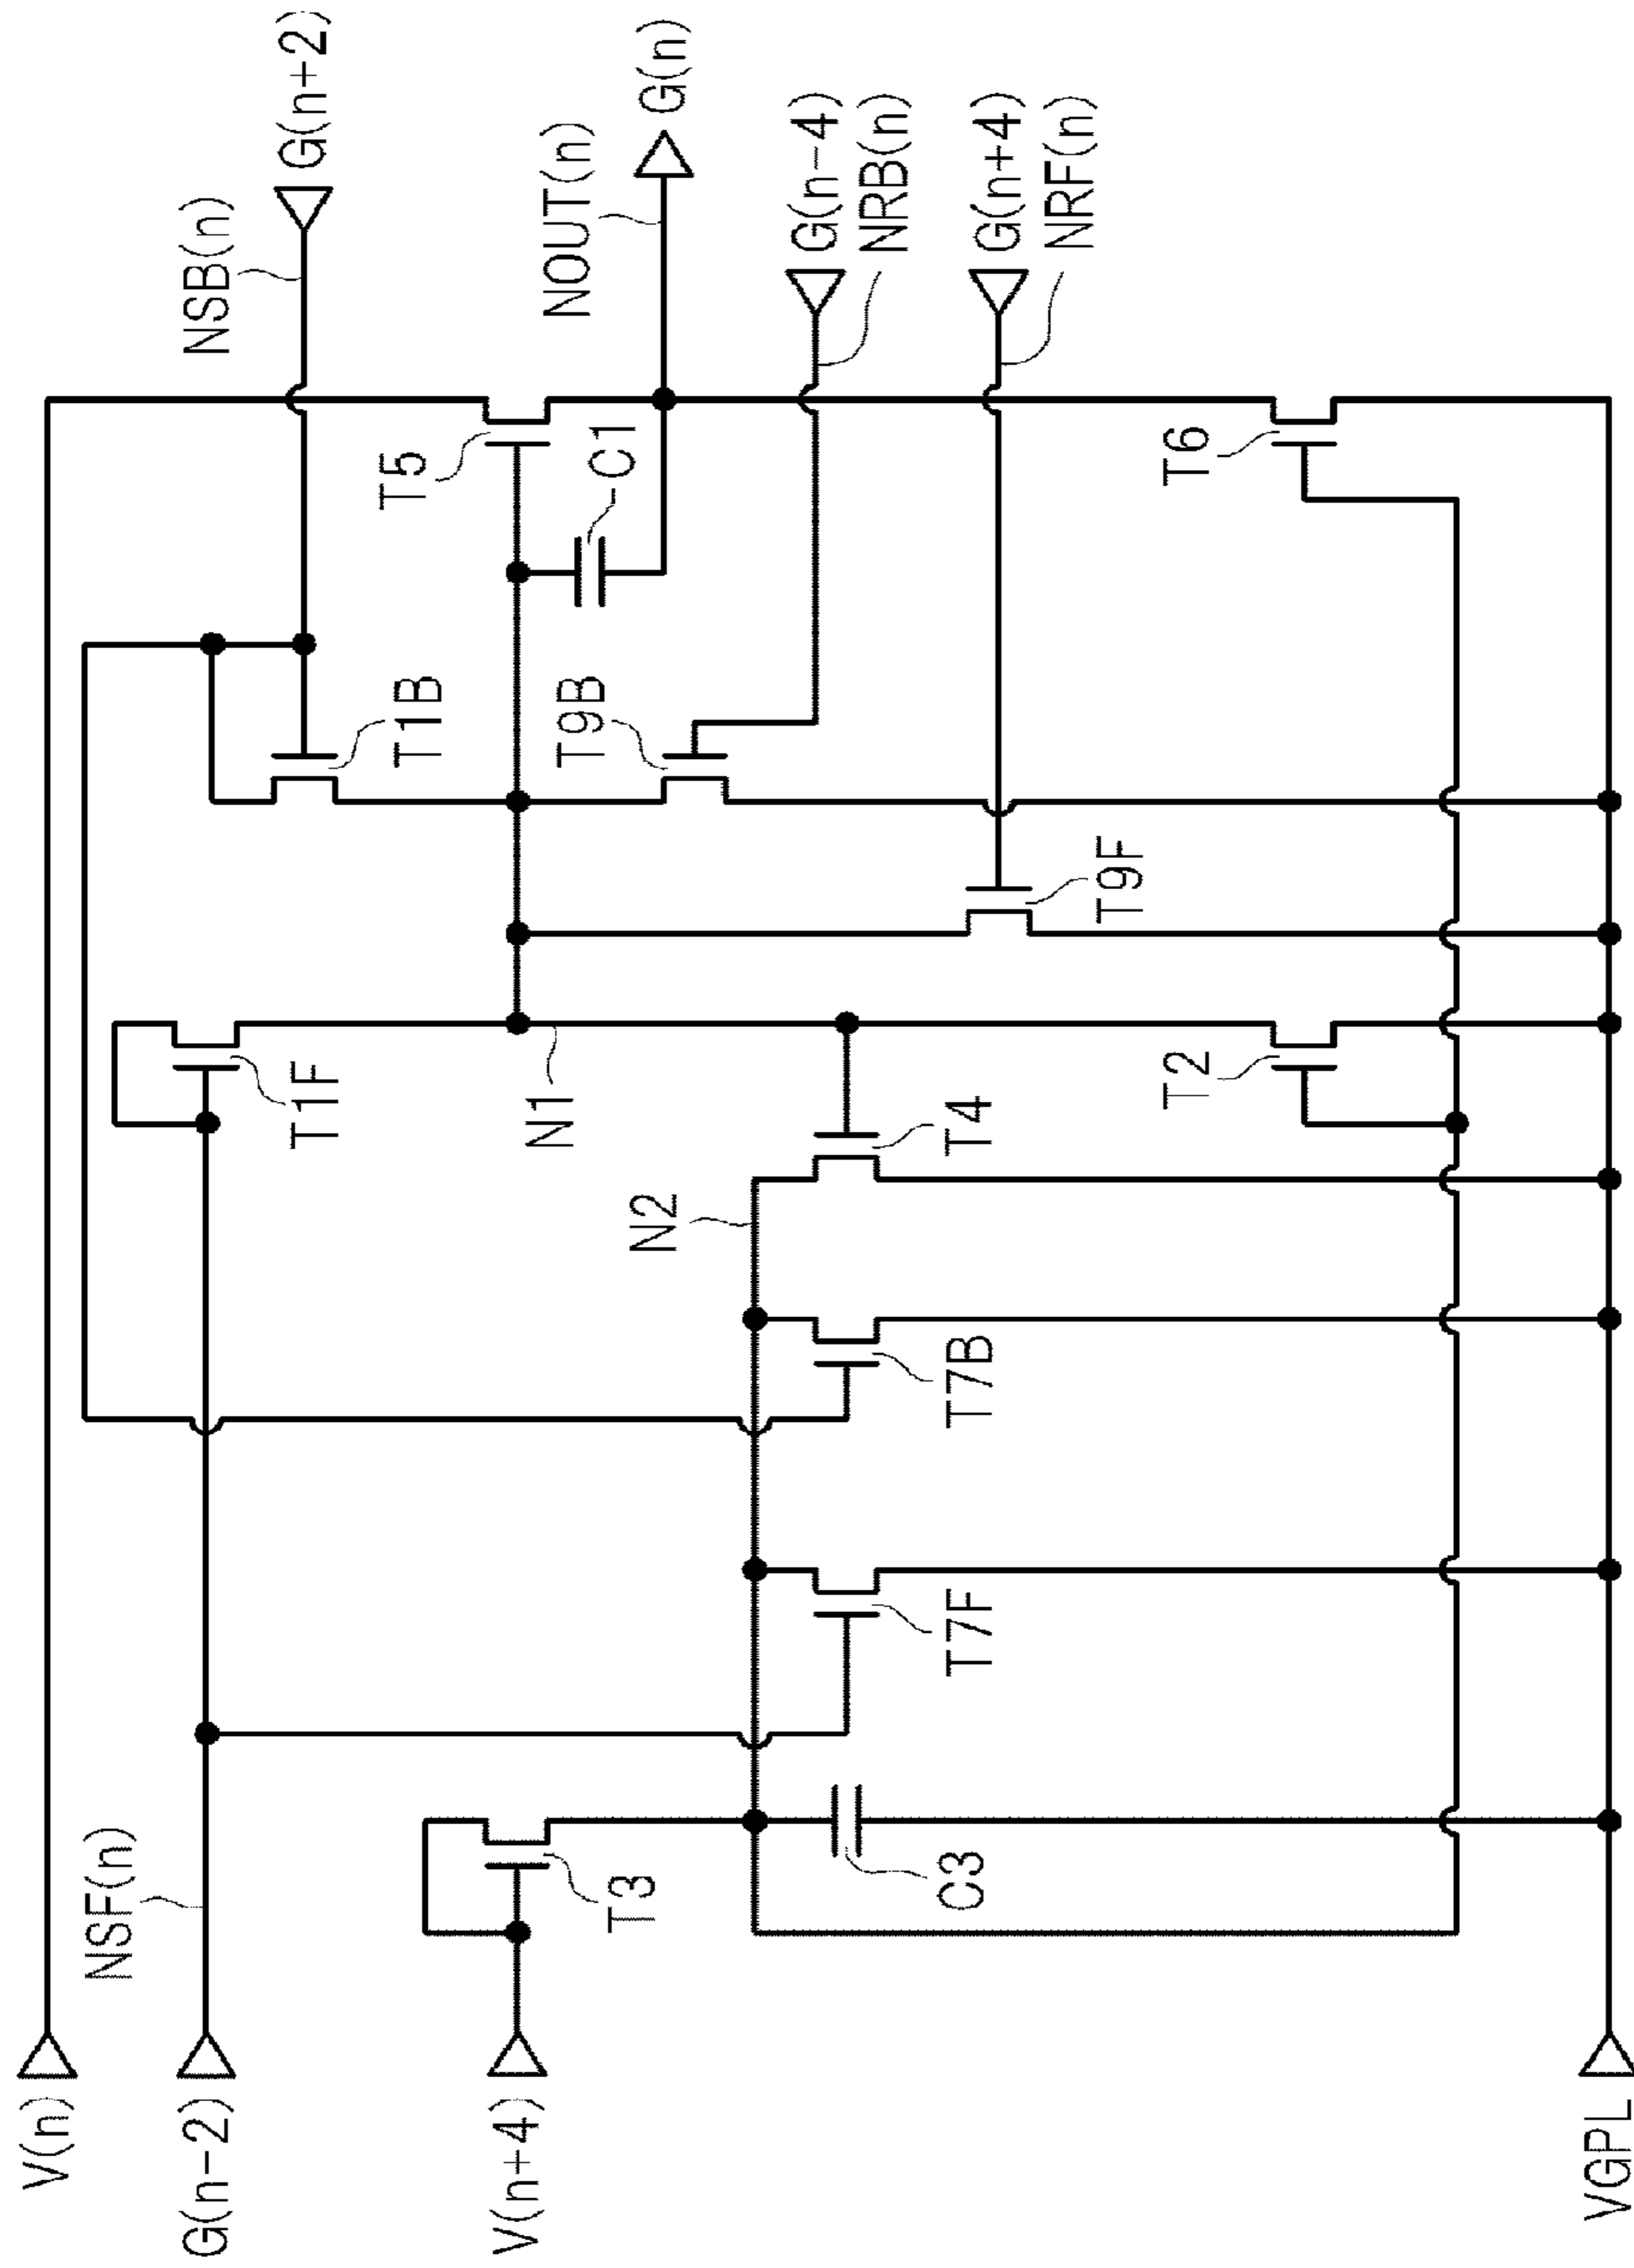 V(n)
G(n-2)
NSF(n)
V(n+4)
VGPL
T3
C3
T7F
T7B
N2
T4
T1F
N1
T2
T9F
T1B
T9B
T5
C1
T6
NSB(n)
G(n+2)
NOUT(n)
G(n)
G(n-4)
NRB(n)
G(n+4)
NRF(n)